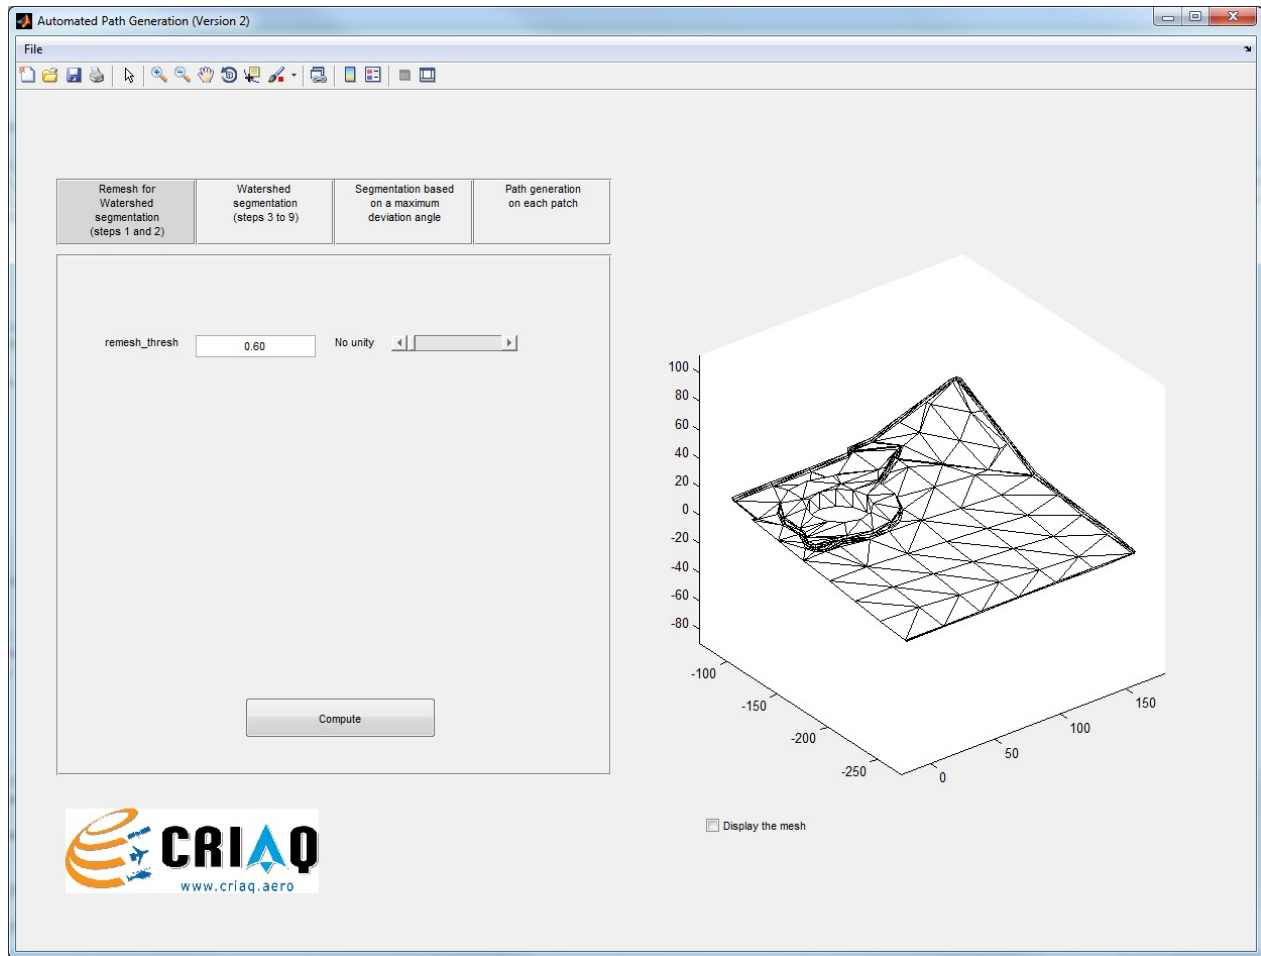 Automated Path Generation (Version 2)
File
Remesh for
Watershed
segmentation
(steps 1 and 2)
Watershed
segmentation
(steps 3 to 9)
Segmentation based
on a maximum
deviation angle
Path generation
on each patch
remesh_thresh
0.60
No unity
Compute
100
80
60
40
20
0
-20
-40
-60
-80
-100
-150
-200
-250
0
50
100
150
Display the mesh
CRIAQ
www.criaq.aero